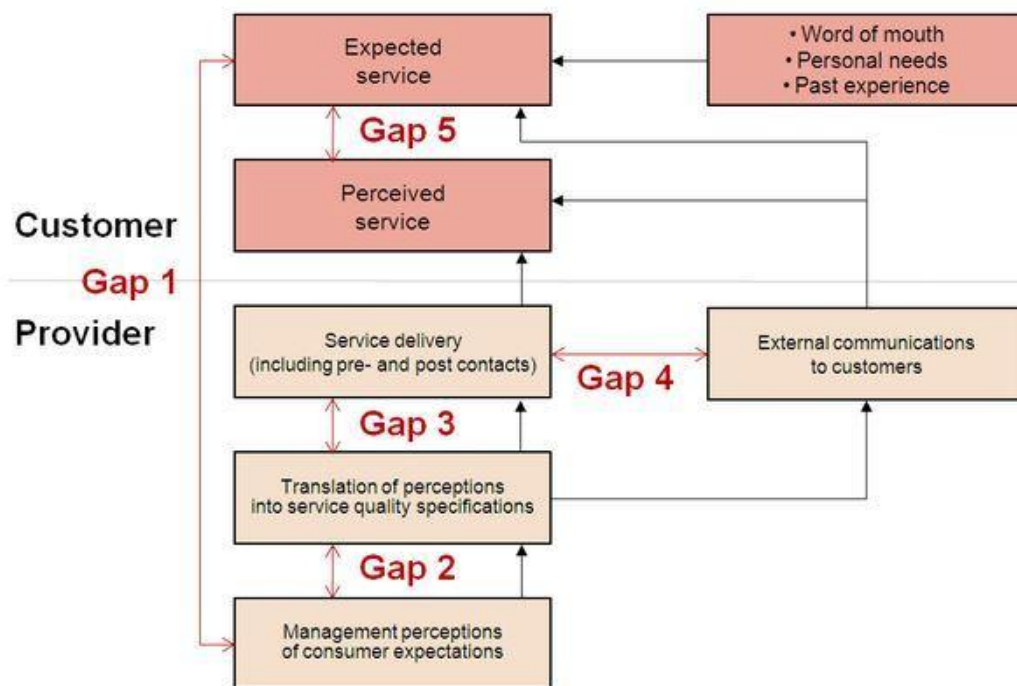 Expected
service
• Word of mouth
• Personal needs
• Past experience
Gap 5
Perceived
service
Customer
Gap 1
Provider
Service delivery
(including pre- and post contacts)
Gap 4
External communications
to customers
Gap 3
Translation of perceptions
into service quality specifications
Gap 2
Management perceptions
of consumer expectations